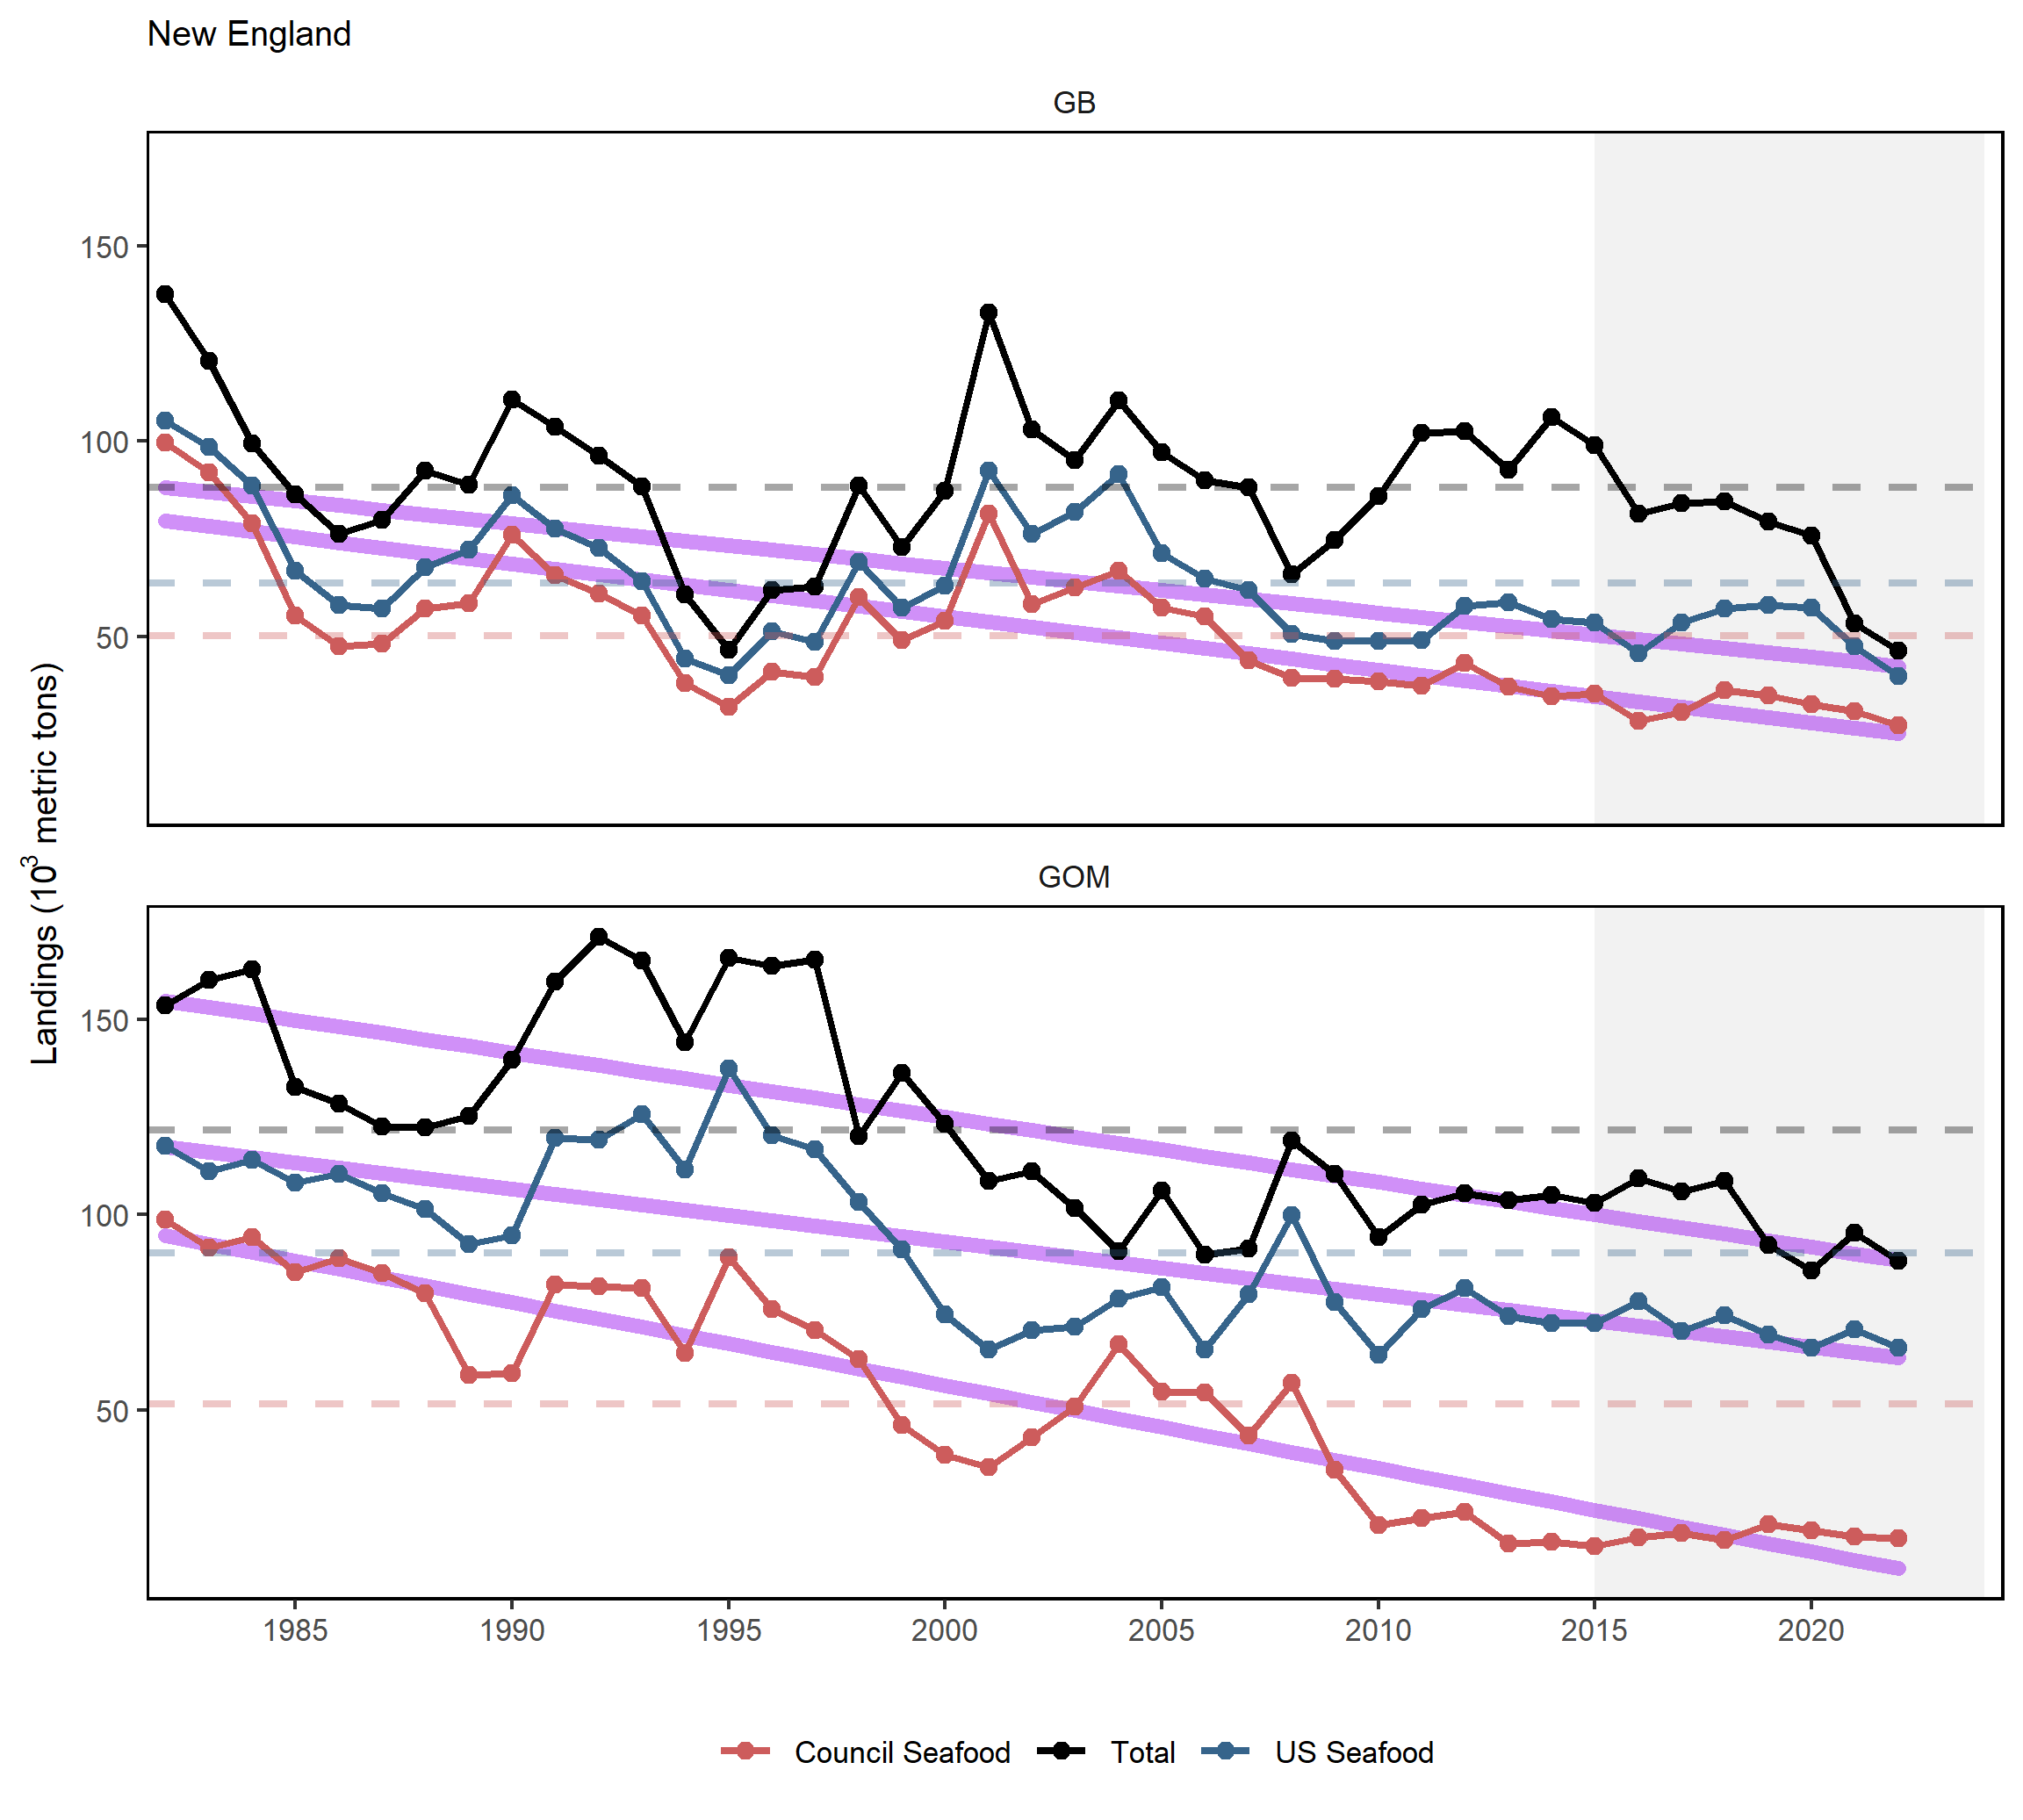 New England
GB
150
100
50
Landings (10³ metric tons)
GOM
150
100
50
1985 1990 1995 2000 2005 2010 2015 2020
Council Seafood Total US Seafood